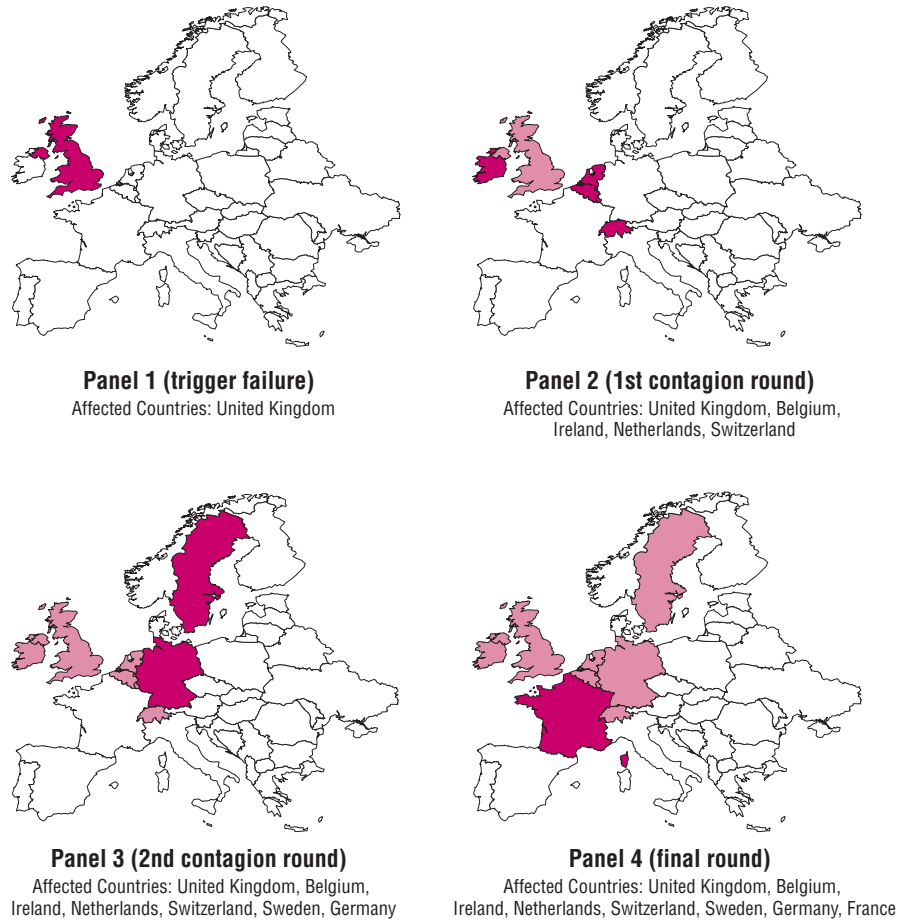 Panel 1 (trigger failure)
Affected Countries: United Kingdom
Panel 2 (1st contagion round)
Affected Countries: United Kingdom, Belgium,
Ireland, Netherlands, Switzerland
Panel 3 (2nd contagion round)
Affected Countries: United Kingdom, Belgium,
Ireland, Netherlands, Switzerland, Sweden, Germany
Panel 4 (final round)
Affected Countries: United Kingdom, Belgium,
Ireland, Netherlands, Switzerland, Sweden, Germany, France